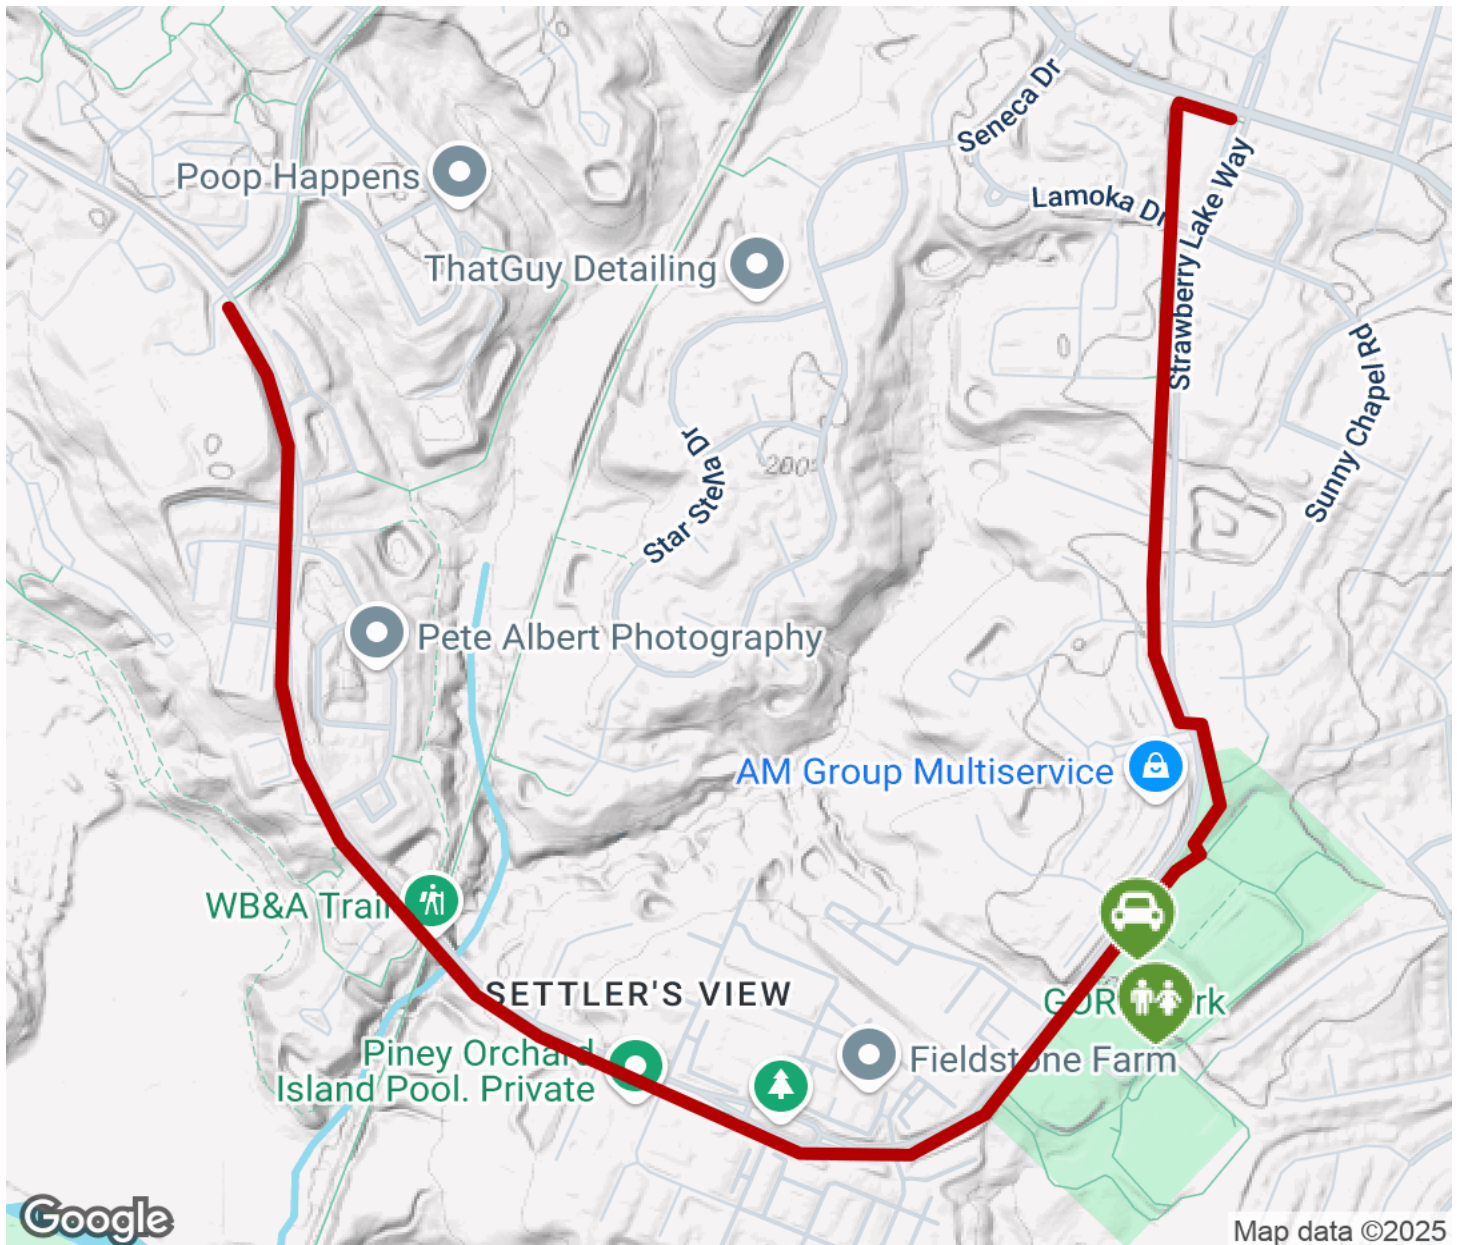 Seneca Dr
Poop Happens
Lamoka Dr
Strawberry Lake Way
ThatGuy Detailing
Sunny Chapel Rd
Star Stella Dr
200
Pete Albert Photography
AM Group Multiservice
WB&A Trail
SETTLER'S VIEW
Piney Orchard
Island Pool. Private
Fieldstone Farm
Google
Map data ©2025